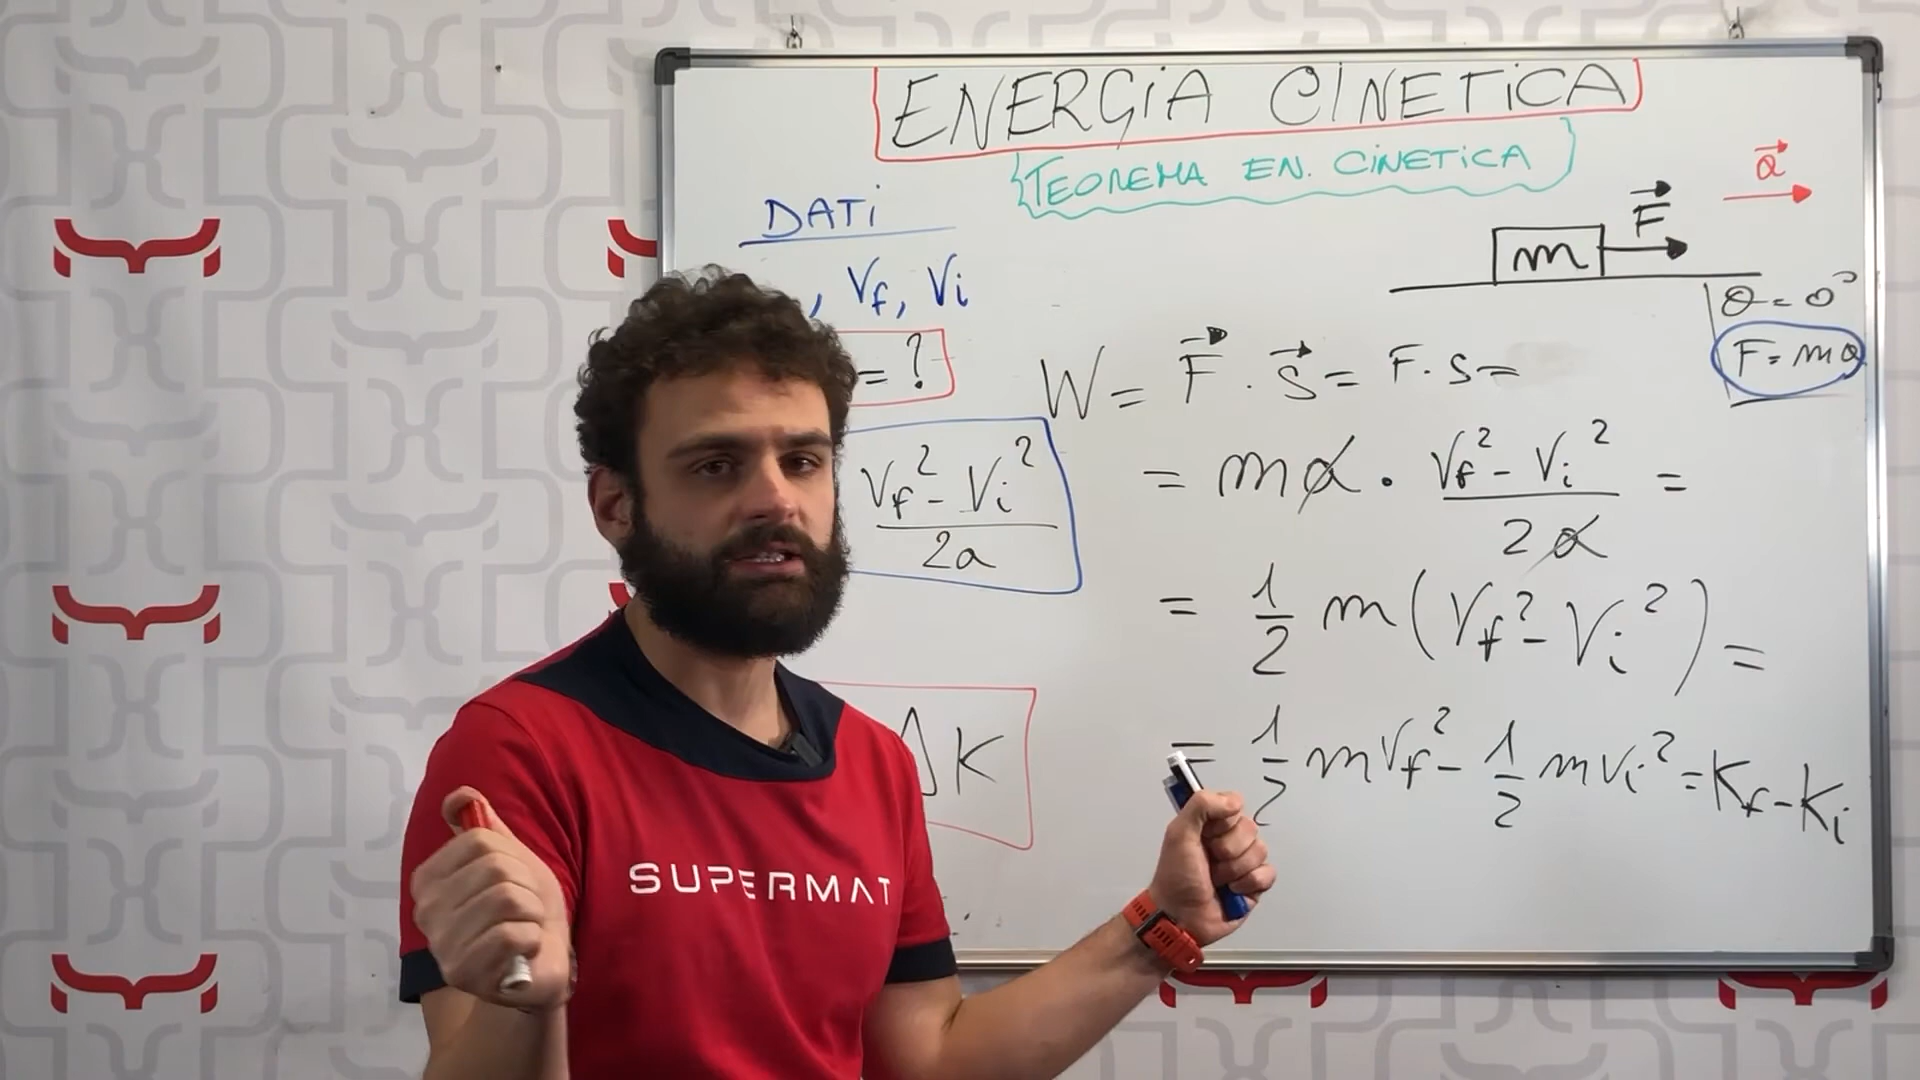 ENERGIA CINETICA
TEOREMA EN. CINETICA
DATI
, Vf, Vi
= ?
Vf² - Vi²
2a
ΔK
a
F
m
θ = 0°
F = ma
W = F · S = F · S =
= ma · Vf² - Vi² =
2a
= 1/2 m (Vf² - Vi²) =
= 1/2 mVf² - 1/2 mVi² = Kf - Ki
SUPERMAT